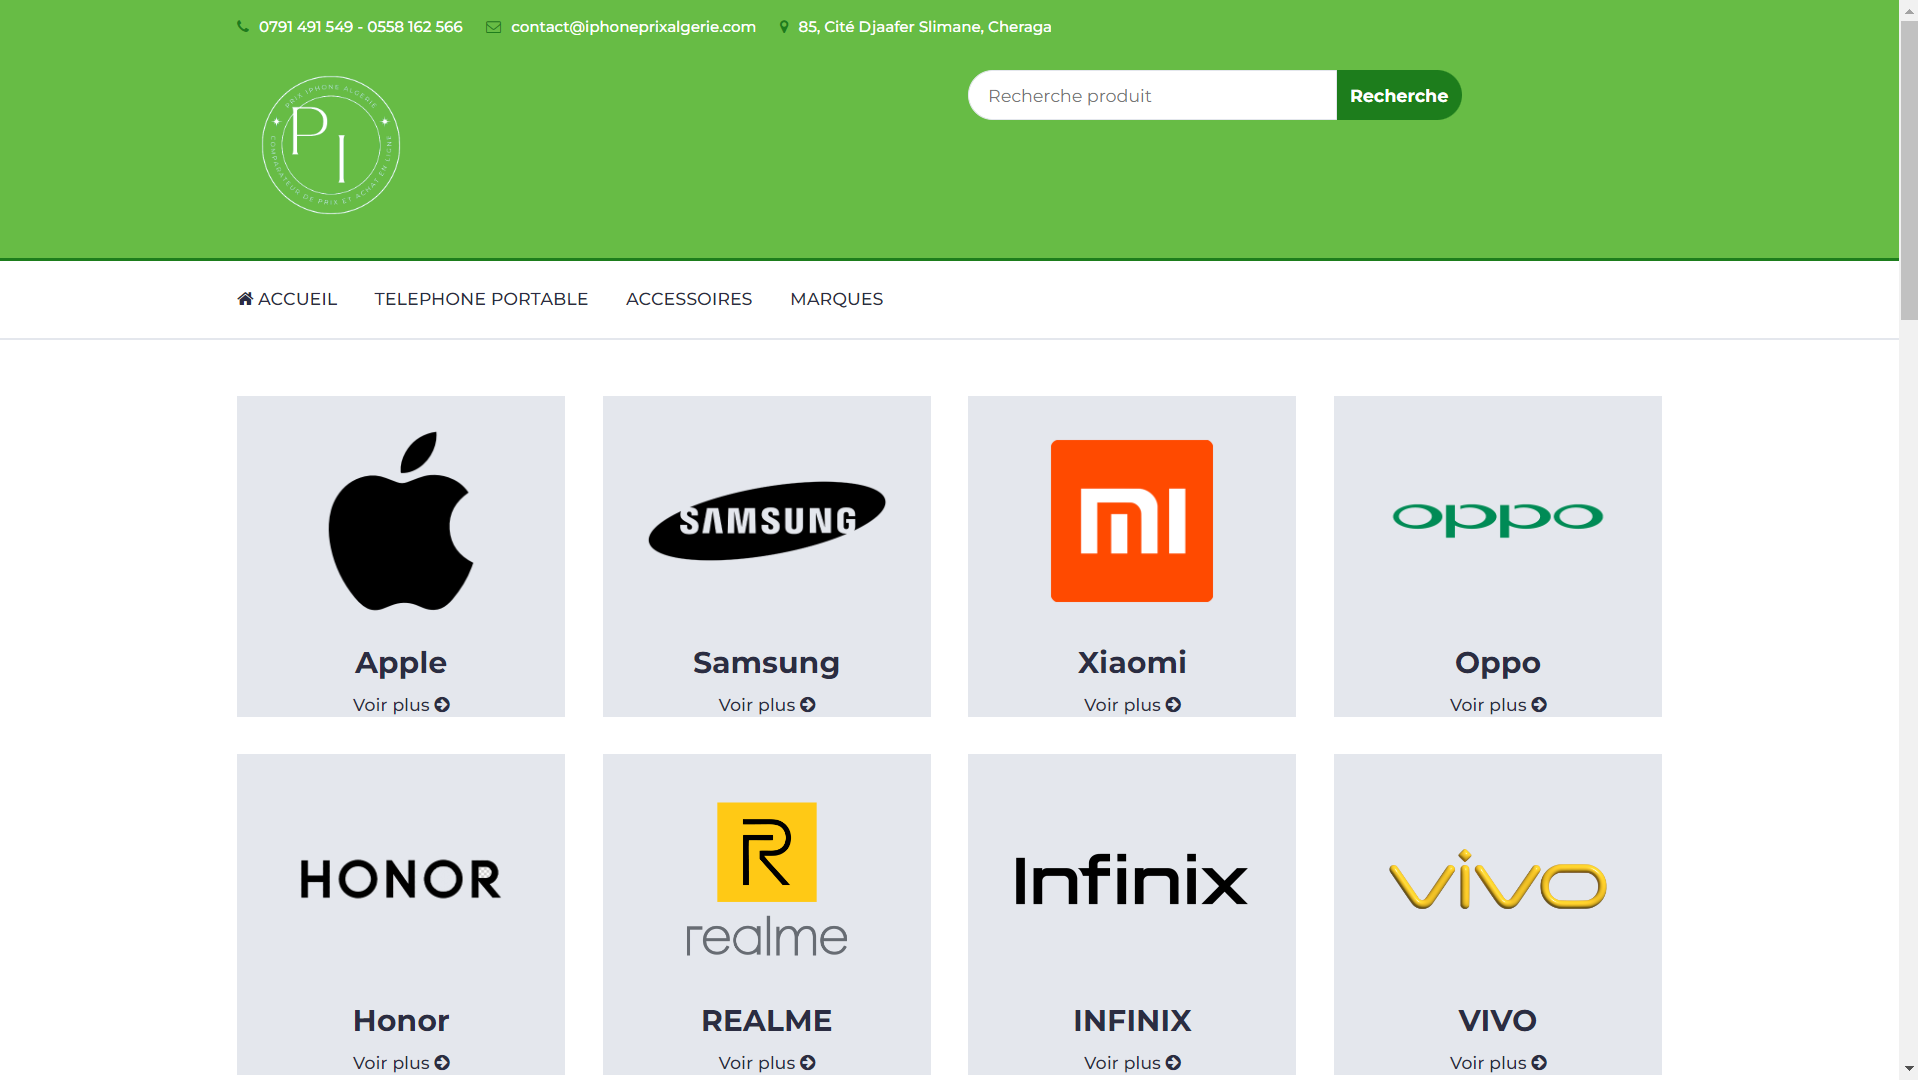 0791 491 549 - 0558 162 566 contact@iphoneprixalgerie.com 85, Cité Djaafer Slimane, Cheraga
PRIX IPHONE ALGERIE
PI
COMPARATEUR DE PRIX ET ACHAT EN LIGNE
Recherche produit Recherche
ACCUEIL TELEPHONE PORTABLE ACCESSOIRES MARQUES
SAMSUNG mi oppo
Apple Samsung Xiaomi Oppo
Voir plus Voir plus Voir plus Voir plus
HONOR R realme Infinix vivo
Honor REALME INFINIX VIVO
Voir plus Voir plus Voir plus Voir plus